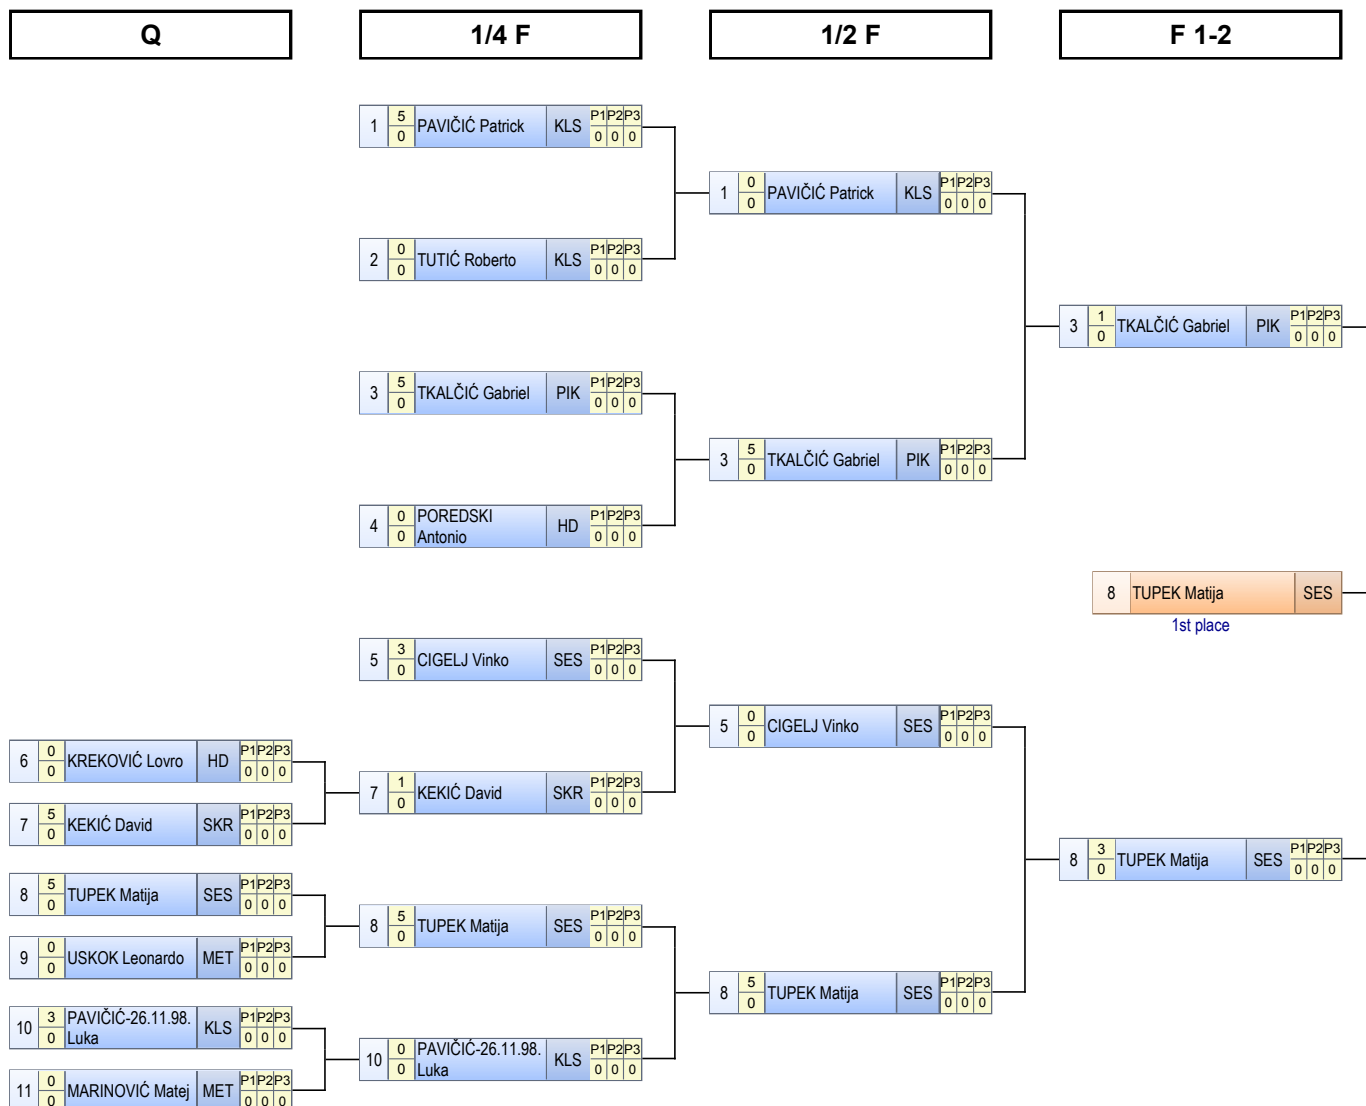 Q
1/4 F
1/2 F
F 1-2
1 5 0 PAVIČIĆ Patrick KLS P1 P2 P3 0 0 0
1 0 0 PAVIČIĆ Patrick KLS P1 P2 P3 0 0 0
2 0 0 TUTIĆ Roberto KLS P1 P2 P3 0 0 0
3 1 0 TKALČIĆ Gabriel PIK P1 P2 P3 0 0 0
3 5 0 TKALČIĆ Gabriel PIK P1 P2 P3 0 0 0
3 5 0 TKALČIĆ Gabriel PIK P1 P2 P3 0 0 0
4 0 0 POREDSKI
Antonio HD P1 P2 P3 0 0 0
8 TUPEK Matija SES
1st place
5 3 0 CIGELJ Vinko SES P1 P2 P3 0 0 0
5 0 0 CIGELJ Vinko SES P1 P2 P3 0 0 0
6 0 0 KREKOVIĆ Lovro HD P1 P2 P3 0 0 0
7 1 0 KEKIĆ David SKR P1 P2 P3 0 0 0
7 5 0 KEKIĆ David SKR P1 P2 P3 0 0 0
8 3 0 TUPEK Matija SES P1 P2 P3 0 0 0
8 5 0 TUPEK Matija SES P1 P2 P3 0 0 0
8 5 0 TUPEK Matija SES P1 P2 P3 0 0 0
9 0 0 USKOK Leonardo MET P1 P2 P3 0 0 0
8 5 0 TUPEK Matija SES P1 P2 P3 0 0 0
10 3 0 PAVIČIĆ-26.11.98.
Luka KLS P1 P2 P3 0 0 0
10 0 0 PAVIČIĆ-26.11.98.
Luka KLS P1 P2 P3 0 0 0
11 0 0 MARINOVIĆ Matej MET P1 P2 P3 0 0 0